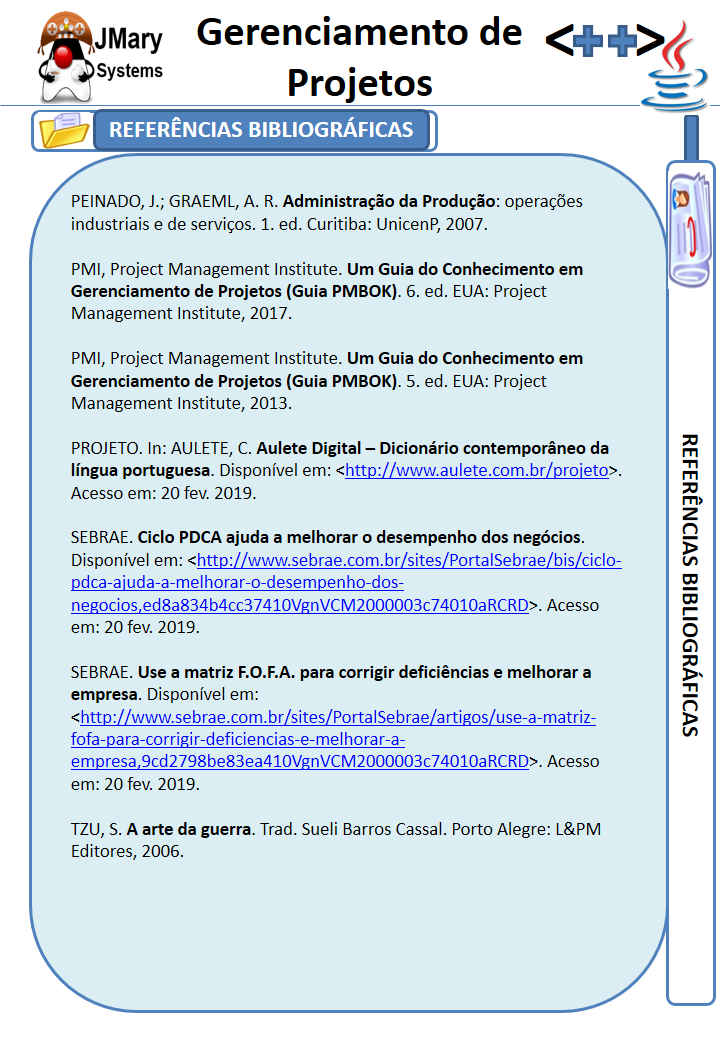 JMary
Systems
Gerenciamento de
Projetos
<++>
REFERÊNCIAS BIBLIOGRÁFICAS
PEINADO, J.; GRAEML, A. R. Administração da Produção: operações
industriais e de serviços. 1. ed. Curitiba: UnicenP, 2007.
PMI, Project Management Institute. Um Guia do Conhecimento em
Gerenciamento de Projetos (Guia PMBOK). 6. ed. EUA: Project
Management Institute, 2017.
PMI, Project Management Institute. Um Guia do Conhecimento em
Gerenciamento de Projetos (Guia PMBOK). 5. ed. EUA: Project
Management Institute, 2013.
PROJETO. In: AULETE, C. Aulete Digital – Dicionário contemporâneo da
língua portuguesa. Disponível em: <http://www.aulete.com.br/projeto>.
Acesso em: 20 fev. 2019.
SEBRAE. Ciclo PDCA ajuda a melhorar o desempenho dos negócios.
Disponível em: <http://www.sebrae.com.br/sites/PortalSebrae/bis/ciclo-
pdca-ajuda-a-melhorar-o-desempenho-dos-
negocios,ed8a834b4cc37410VgnVCM2000003c74010aRCRD>. Acesso
em: 20 fev. 2019.
SEBRAE. Use a matriz F.O.F.A. para corrigir deficiências e melhorar a
empresa. Disponível em:
<http://www.sebrae.com.br/sites/PortalSebrae/artigos/use-a-matriz-
fofa-para-corrigir-deficiencias-e-melhorar-a-
empresa,9cd2798be83ea410VgnVCM2000003c74010aRCRD>. Acesso
em: 20 fev. 2019.
TZU, S. A arte da guerra. Trad. Sueli Barros Cassal. Porto Alegre: L&PM
Editores, 2006.
REFERÊNCIAS BIBLIOGRÁFICAS